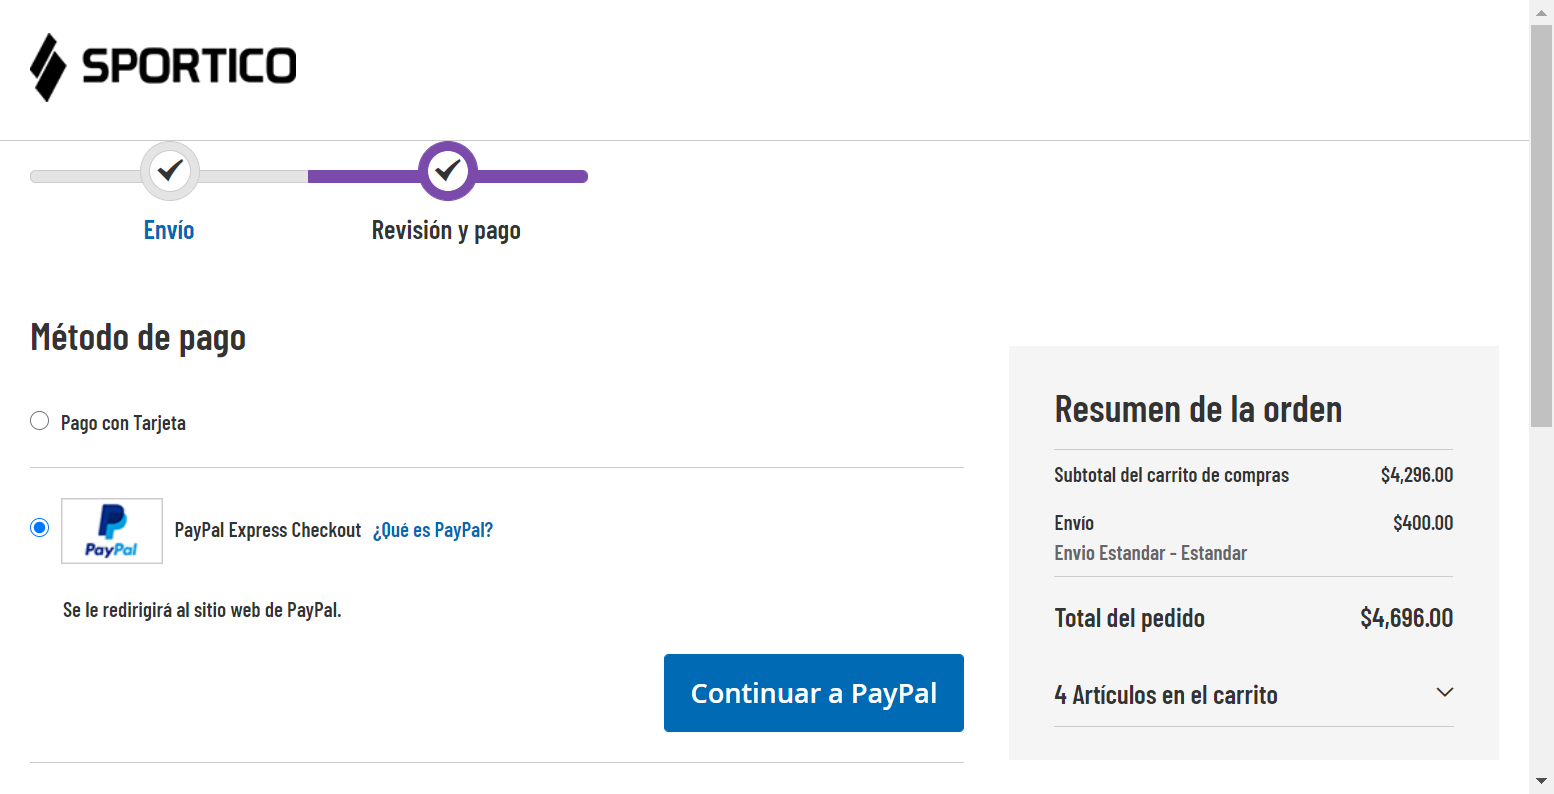 SPORTICO
Envío
Revisión y pago
Método de pago
Pago con Tarjeta
PayPal
PayPal Express Checkout ¿Qué es PayPal?
Se le redirigirá al sitio web de PayPal.
Continuar a PayPal
Resumen de la orden
Subtotal del carrito de compras $4,296.00
Envío $400.00
Envio Estandar - Estandar
Total del pedido $4,696.00
4 Artículos en el carrito